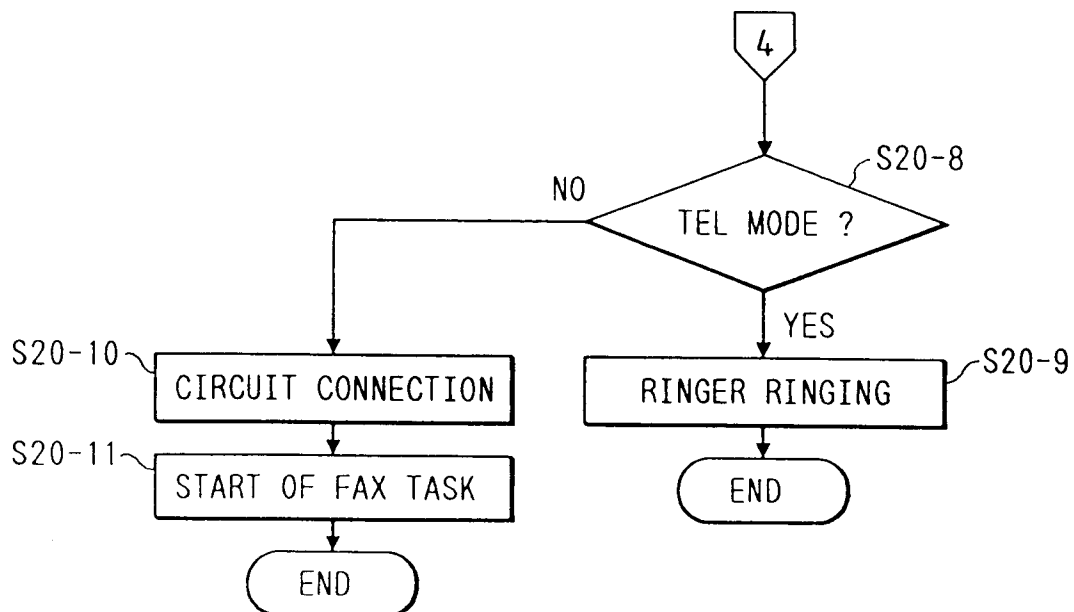 4
S20-8
NO
TEL MODE ?
YES
S20-10
CIRCUIT CONNECTION
S20-9
RINGER RINGING
S20-11
START OF FAX TASK
END
END